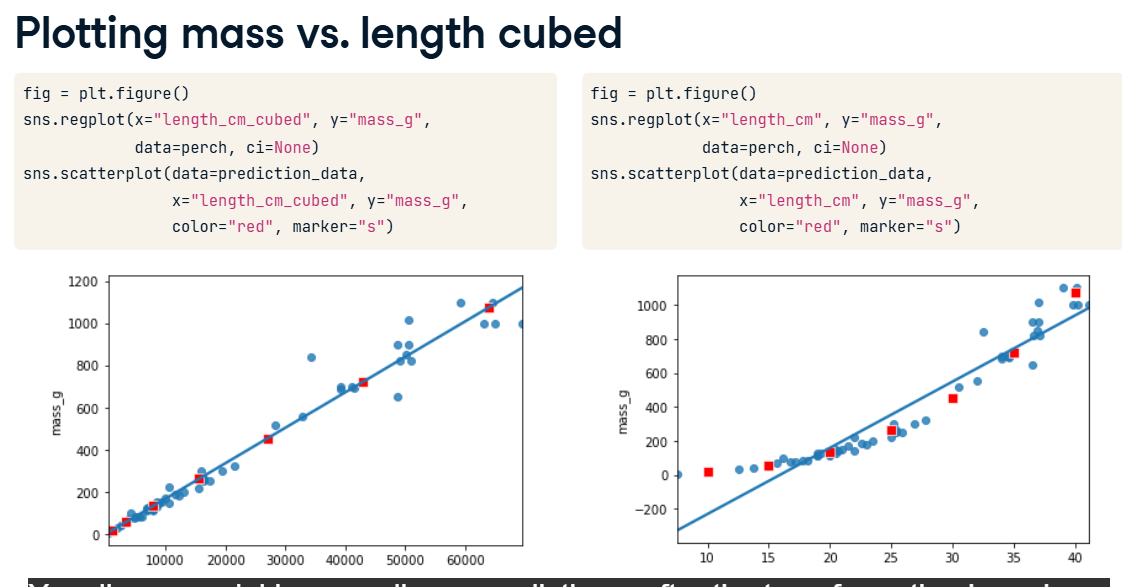 Plotting mass vs. length cubed
fig = plt.figure()
sns.regplot(x="length_cm_cubed", y="mass_g",
data=perch, ci=None)
sns.scatterplot(data=prediction_data,
x="length_cm_cubed", y="mass_g",
color="red", marker="s")
fig = plt.figure()
sns.regplot(x="length_cm", y="mass_g",
data=perch, ci=None)
sns.scatterplot(data=prediction_data,
x="length_cm", y="mass_g",
color="red", marker="s")
1200
1000
800
600
400
200
0
mass_g
10000 20000 30000 40000 50000 60000
1000
800
600
400
200
0
−200
mass_g
10 15 20 25 30 35 40